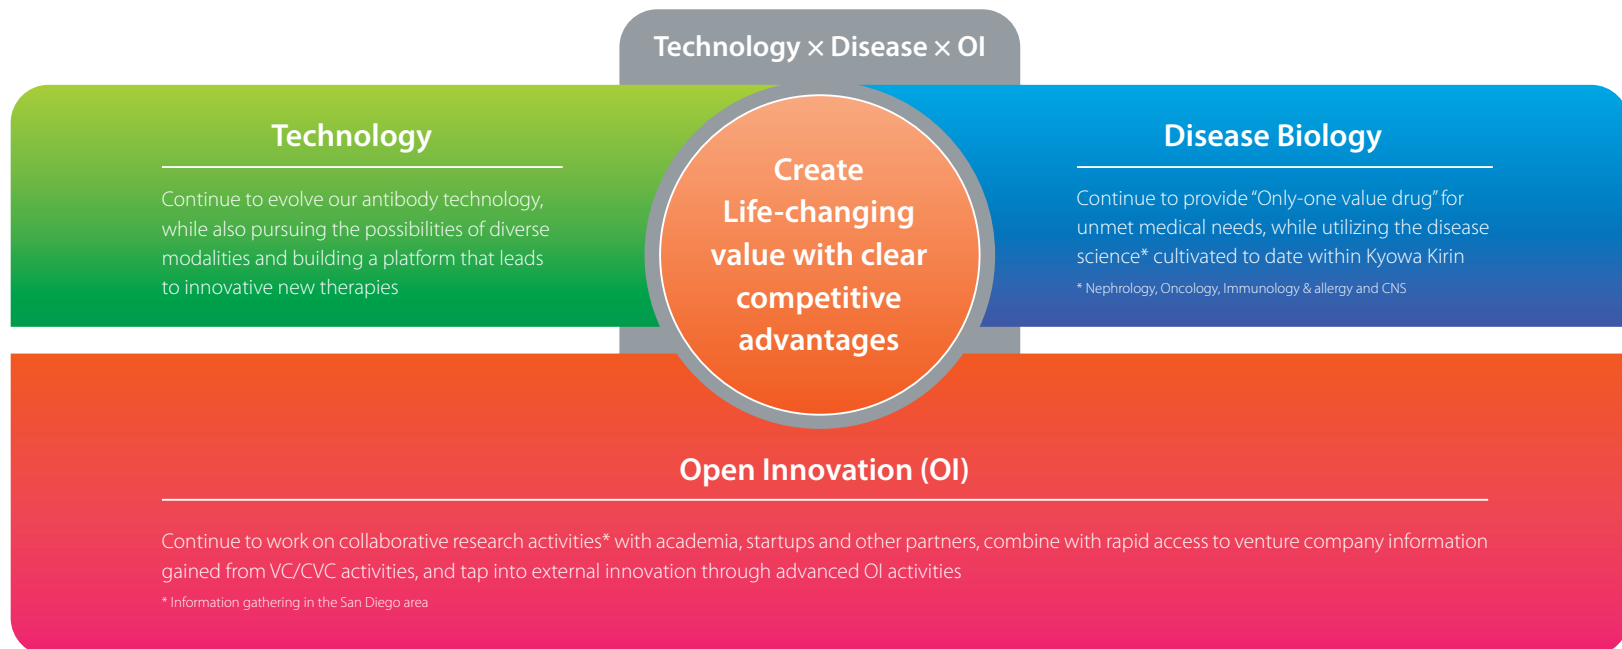 Technology × Disease × OI
Technology
Continue to evolve our antibody technology,
while also pursuing the possibilities of diverse
modalities and building a platform that leads
to innovative new therapies
Create
Life-changing
value with clear
competitive
advantages
Disease Biology
Continue to provide “Only-one value drug” for
unmet medical needs, while utilizing the disease
science* cultivated to date within Kyowa Kirin
* Nephrology, Oncology, Immunology & allergy and CNS
Open Innovation (OI)
Continue to work on collaborative research activities* with academia, startups and other partners, combine with rapid access to venture company information
gained from VC/CVC activities, and tap into external innovation through advanced OI activities
* Information gathering in the San Diego area